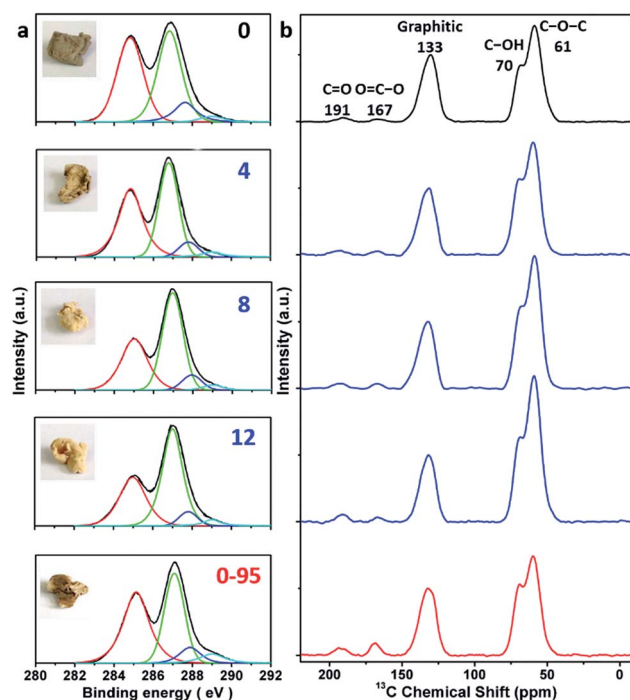 a
0
4
8
12
0-95
Intensity (a.u.)
280 282 284 286 288 290 292
Binding energy ( eV )
b
Graphitic
133
C–O–C
61
C–OH
70
C=O O=C–O
191 167
Intensity (a.u.)
200 150 100 50 0
13C Chemical Shift (ppm)